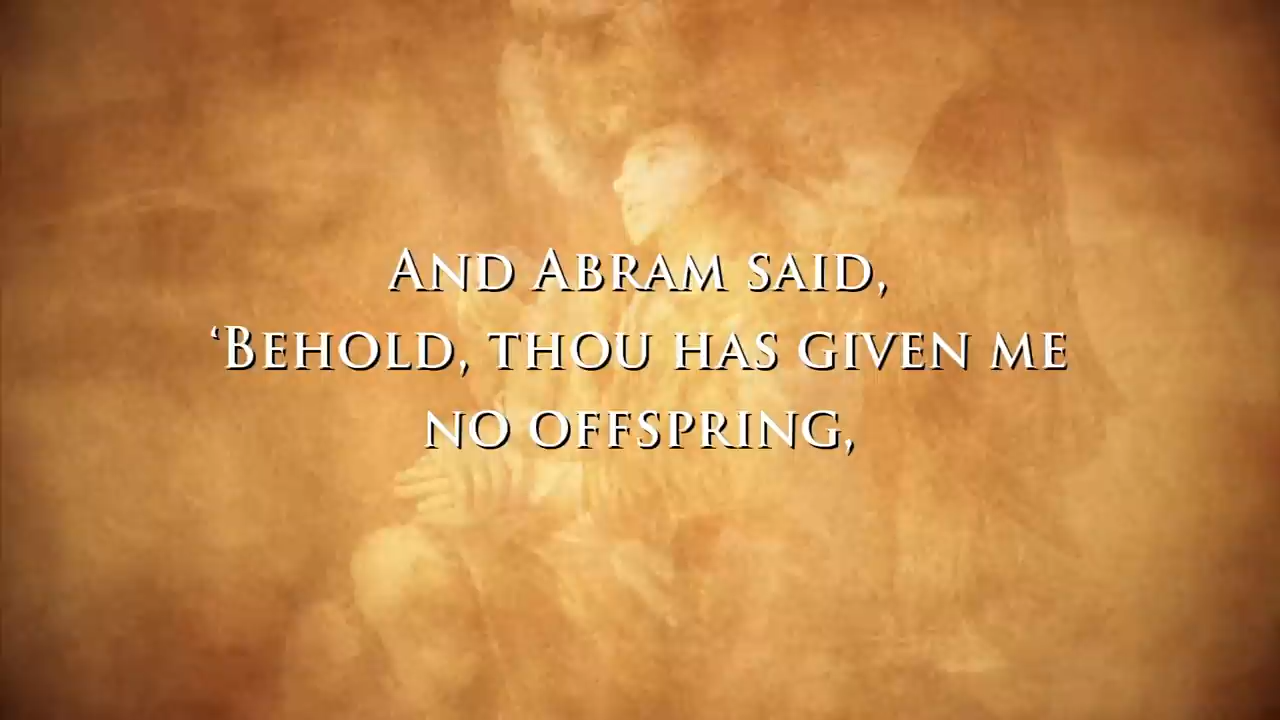 And Abram said,
‘Behold, thou has given me
no offspring,